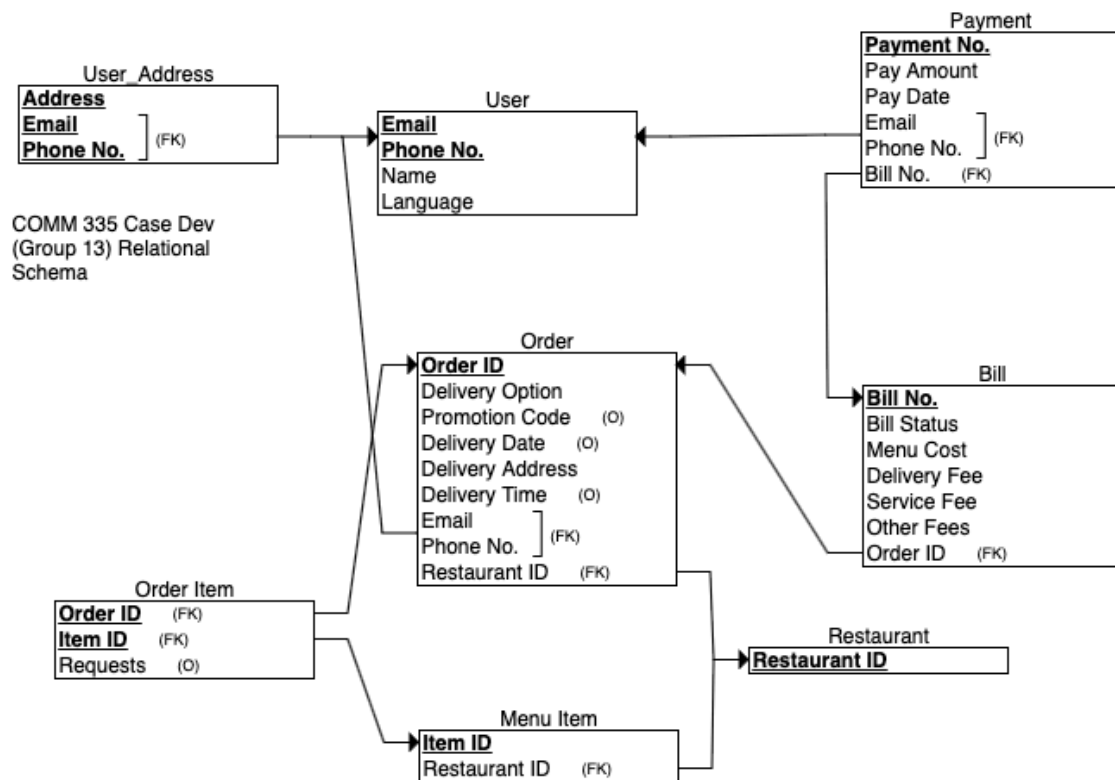 User_Address
Address
Email
Phone No.
(FK)
COMM 335 Case Dev
(Group 13) Relational
Schema
User
Email
Phone No.
Name
Language
Payment
Payment No.
Pay Amount
Pay Date
Email
Phone No.
(FK)
Bill No. (FK)
Order
Order ID
Delivery Option
Promotion Code (O)
Delivery Date (O)
Delivery Address
Delivery Time (O)
Email
Phone No.
(FK)
Restaurant ID (FK)
Bill
Bill No.
Bill Status
Menu Cost
Delivery Fee
Service Fee
Other Fees
Order ID (FK)
Order Item
Order ID (FK)
Item ID (FK)
Requests (O)
Restaurant
Restaurant ID
Menu Item
Item ID
Restaurant ID (FK)